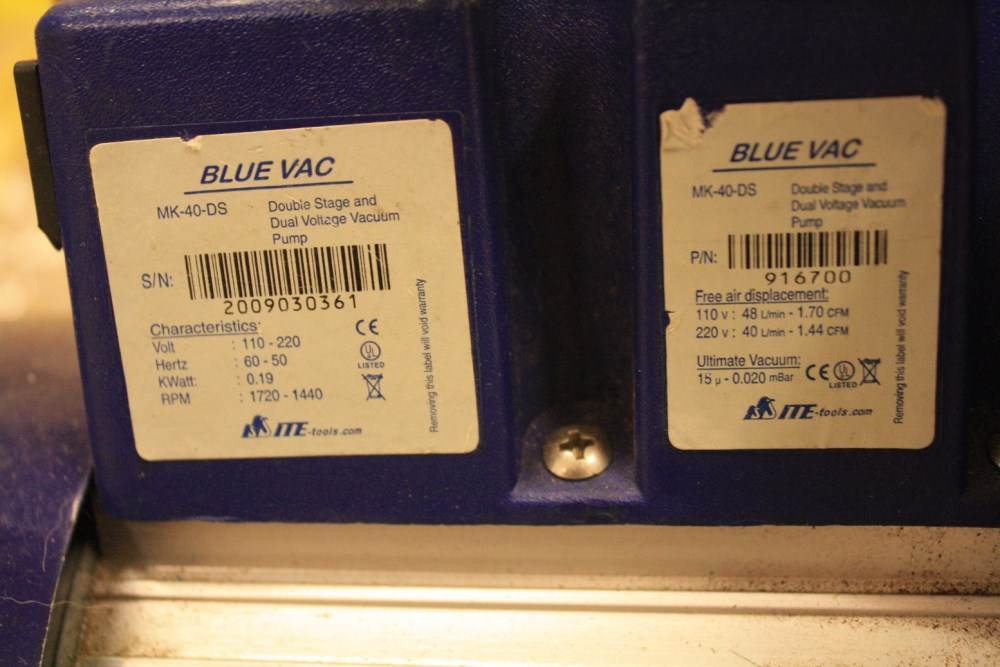 BLUE VAC
MK-40-DS Double Stage and
Dual Voltage Vacuum
Pump
S/N:
2009030361
Characteristics:
Volt : 110 - 220
Hertz : 60 - 50
KWatt: : 0.19
RPM : 1720 - 1440
CE
UL
LISTED
Removing this label will void warranty
ITE-tools.com
BLUE VAC
MK-40-DS Double Stage and
Dual Voltage Vacuum
Pump
P/N:
916700
Free air displacement:
110 v : 48 L/min - 1.70 CFM
220 v : 40 L/min - 1.44 CFM
Ultimate Vacuum:
15 µ - 0.020 mBar
CE
UL
LISTED
Removing this label will void warranty
ITE-tools.com